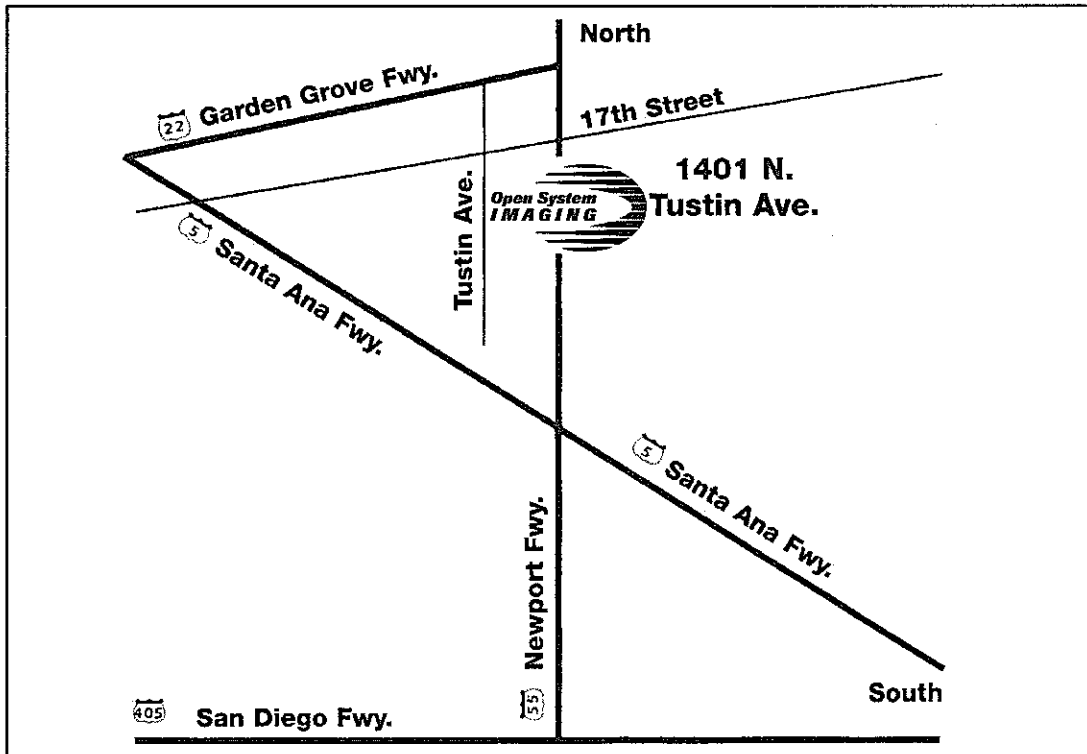 North
22 Garden Grove Fwy.
17th Street
1401 N.
Tustin Ave.
Open System
IMAGING
Tustin Ave.
5 Santa Ana Fwy.
5 Santa Ana Fwy.
55 Newport Fwy.
South
405 San Diego Fwy.